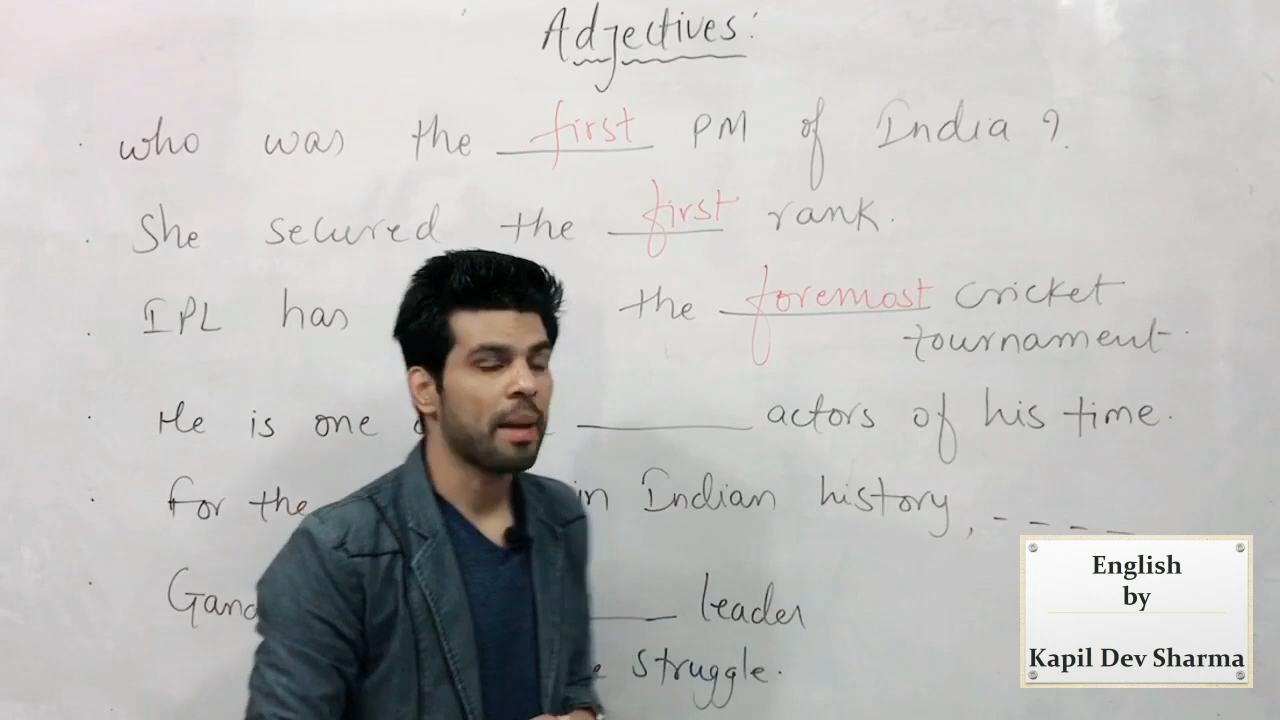 Adjectives:
who was the first PM of India?
She secured the first rank.
IPL has the foremost cricket
tournament.
He is one actors of his time.
For the in Indian history, - - - -
leader
struggle.
English
by
Kapil Dev Sharma